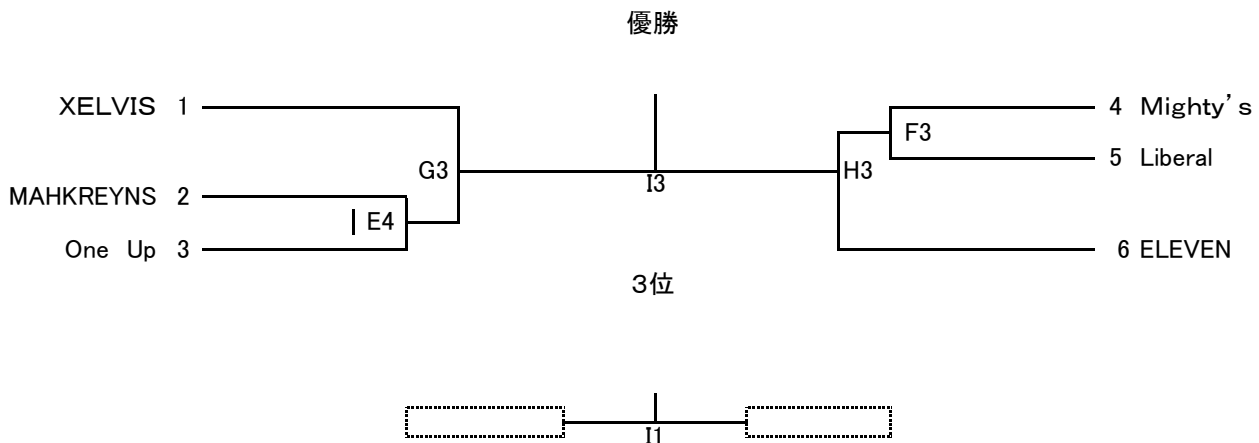 優勝
XELVIS 1
4 Mighty’s
F3
G3
H3
5 Liberal
I3
MAHKREYNS 2
E4
One Up 3
6 ELEVEN
3位
I1